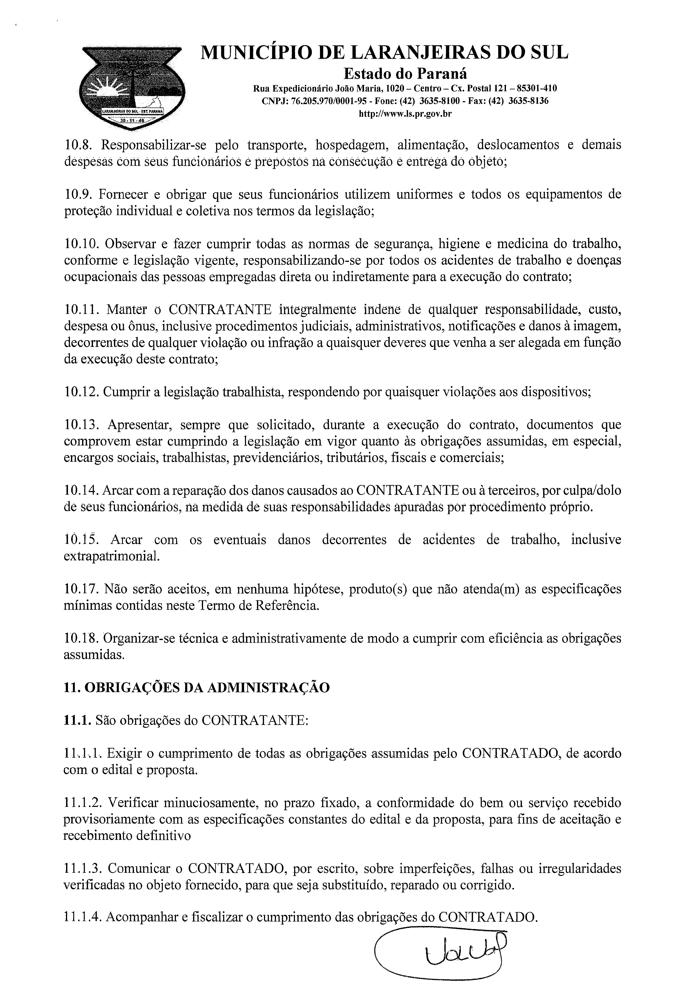 MUNICÍPIO DE LARANJEIRAS DO SUL
Estado do Paraná
Rua Expedicionário João Maria, 1020 – Centro – Cx. Postal 121 – 85301-410
CNPJ: 76.205.970/0001-95 - Fone: (42) 3635-8100 - Fax: (42) 3635-8136
http://www.ls.pr.gov.br
LARANJEIRAS DO SUL - EST. PARANÁ
30 - 11 - 46
10.8. Responsabilizar-se pelo transporte, hospedagem, alimentação, deslocamentos e demais
despesas com seus funcionários e prepostos na consecução e entrega do objeto;
10.9. Fornecer e obrigar que seus funcionários utilizem uniformes e todos os equipamentos de
proteção individual e coletiva nos termos da legislação;
10.10. Observar e fazer cumprir todas as normas de segurança, higiene e medicina do trabalho,
conforme e legislação vigente, responsabilizando-se por todos os acidentes de trabalho e doenças
ocupacionais das pessoas empregadas direta ou indiretamente para a execução do contrato;
10.11. Manter o CONTRATANTE integralmente indene de qualquer responsabilidade, custo,
despesa ou ônus, inclusive procedimentos judiciais, administrativos, notificações e danos à imagem,
decorrentes de qualquer violação ou infração a quaisquer deveres que venha a ser alegada em função
da execução deste contrato;
10.12. Cumprir a legislação trabalhista, respondendo por quaisquer violações aos dispositivos;
10.13. Apresentar, sempre que solicitado, durante a execução do contrato, documentos que
comprovem estar cumprindo a legislação em vigor quanto às obrigações assumidas, em especial,
encargos sociais, trabalhistas, previdenciários, tributários, fiscais e comerciais;
10.14. Arcar com a reparação dos danos causados ao CONTRATANTE ou à terceiros, por culpa/dolo
de seus funcionários, na medida de suas responsabilidades apuradas por procedimento próprio.
10.15. Arcar com os eventuais danos decorrentes de acidentes de trabalho, inclusive
extrapatrimonial.
10.17. Não serão aceitos, em nenhuma hipótese, produto(s) que não atenda(m) as especificações
mínimas contidas neste Termo de Referência.
10.18. Organizar-se técnica e administrativamente de modo a cumprir com eficiência as obrigações
assumidas.
11. OBRIGAÇÕES DA ADMINISTRAÇÃO
11.1. São obrigações do CONTRATANTE:
11.1.1. Exigir o cumprimento de todas as obrigações assumidas pelo CONTRATADO, de acordo
com o edital e proposta.
11.1.2. Verificar minuciosamente, no prazo fixado, a conformidade do bem ou serviço recebido
provisoriamente com as especificações constantes do edital e da proposta, para fins de aceitação e
recebimento definitivo
11.1.3. Comunicar o CONTRATADO, por escrito, sobre imperfeições, falhas ou irregularidades
verificadas no objeto fornecido, para que seja substituído, reparado ou corrigido.
11.1.4. Acompanhar e fiscalizar o cumprimento das obrigações do CONTRATADO.